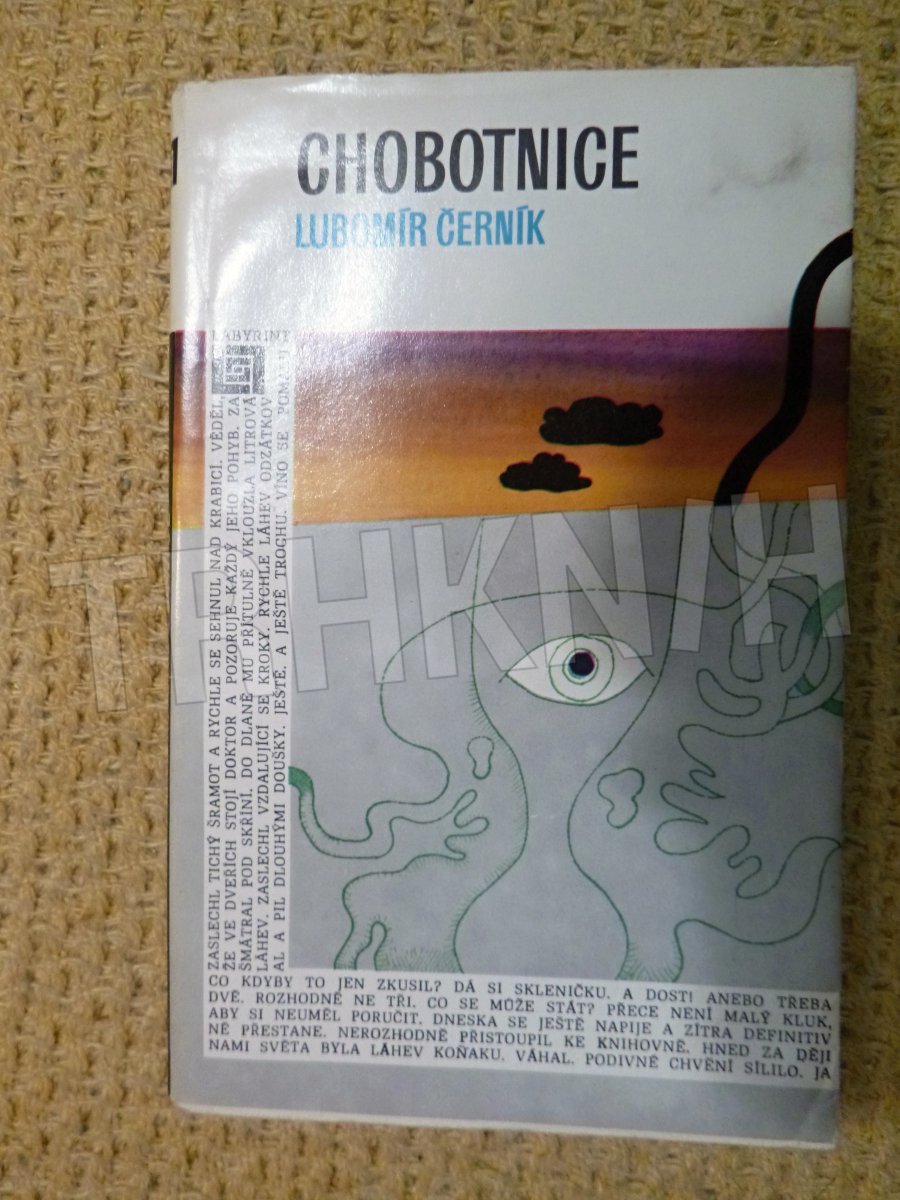 CHOBOTNICE
LUBOMÍR ČERNÍK
LABYRINT
ZASLECHL TICHÝ ŠRAMOT A RYCHLE SE SEHNUL NAD KRABICÍ. VĚDĚL,
ŽE VE DVEŘÍCH STOJÍ DOKTOR A POZORUJE KAŽDÝ JEHO POHYB. ZA
ŠMÁTRAL POD SKŘÍNÍ. DO DLANĚ MU PŘÍTULNĚ VKLOUZLA LITROVÁ
LÁHEV. ZASLECHL VZDALUJÍCÍ SE KROKY. RYCHLE LÁHEV ODZÁTKOV
AL A PIL DLOUHÝMI DOUŠKY. JEŠTĚ. A JEŠTĚ TROCHU. VÍNO SE
CO KDYBY TO JEN ZKUSIL? DÁ SI SKLENIČKU. A DOST! ANEBO TŘEBA
DVĚ. ROZHODNĚ NE TŘI. CO SE MŮŽE STÁT? PŘECE NENÍ MALÝ KLUK,
ABY SI NEUMĚL PORUČIT. DNESKA SE JEŠTĚ NAPIJE A ZÍTRA DEFINITIV
NĚ PŘESTANE. NEROZHODNĚ PŘISTOUPIL KE KNIHOVNĚ. HNED ZA DĚJI
NAMI SVĚTA BYLA LÁHEV KOŇAKU. VÁHAL. PODIVNÉ CHVĚNÍ SÍLILO. JA